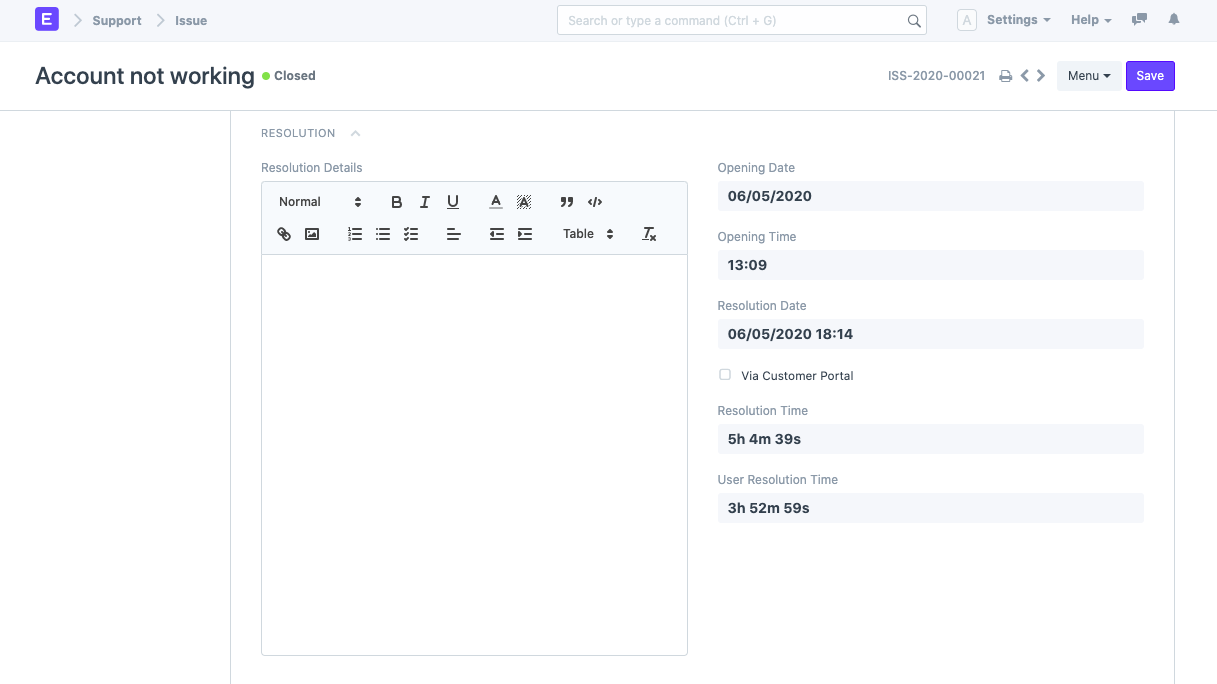 E Support Issue Search or type a command (Ctrl + G) A Settings Help
Account not working Closed ISS-2020-00021 Menu Save
RESOLUTION
Resolution Details
Normal B I U A A
Table
Opening Date
06/05/2020
Opening Time
13:09
Resolution Date
06/05/2020 18:14
Via Customer Portal
Resolution Time
5h 4m 39s
User Resolution Time
3h 52m 59s